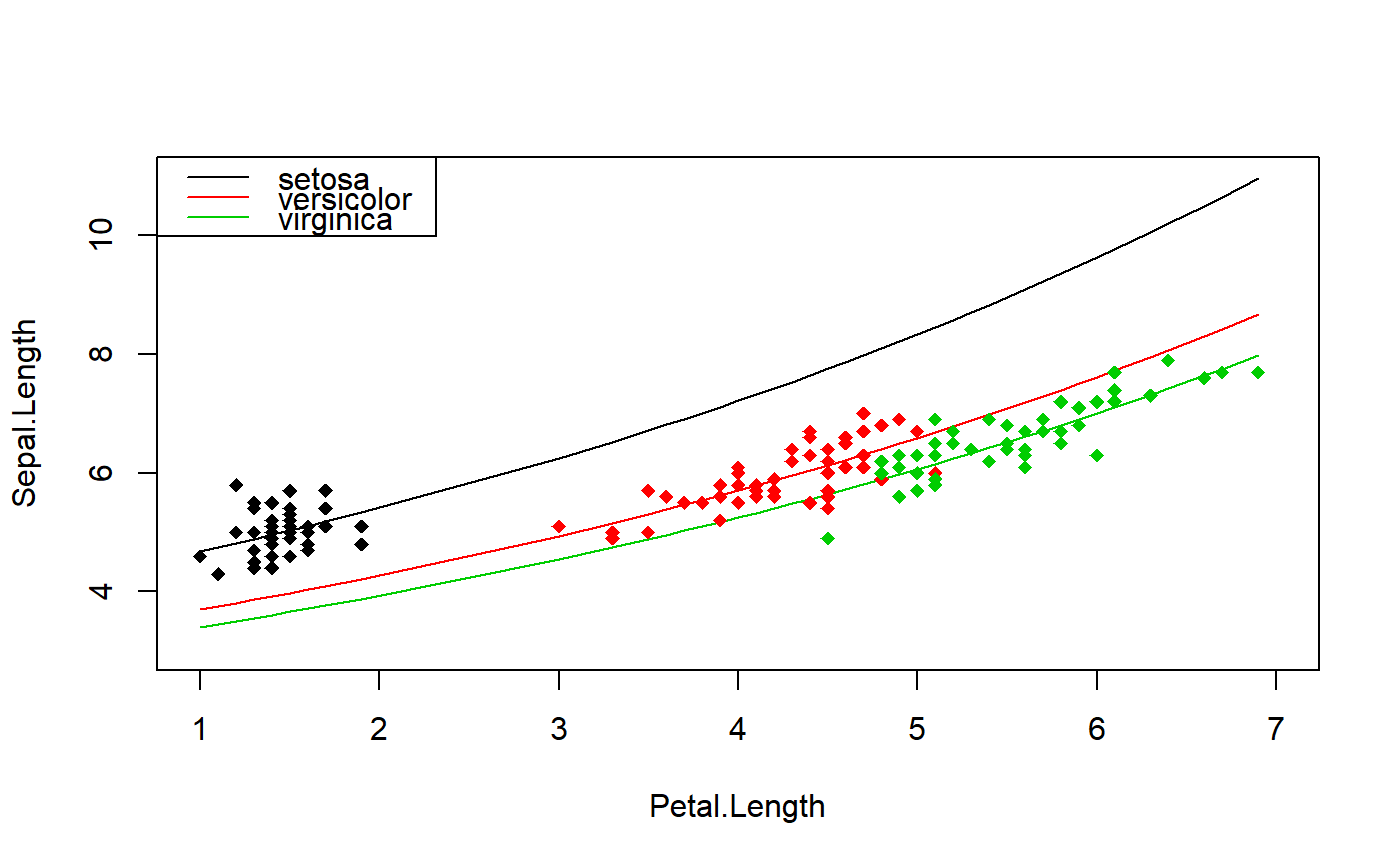 setosa
versicolor
virginica
Sepal.Length
10
8
6
4
1 2 3 4 5 6 7
Petal.Length